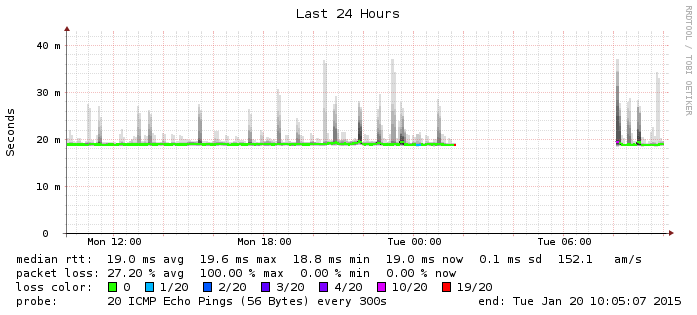 Last 24 Hours
RRDTOOL / TOBI OETIKER
Seconds
40 m
30 m
20 m
10 m
0
Mon 12:00 Mon 18:00 Tue 00:00 Tue 06:00
median rtt: 19.0 ms avg 19.6 ms max 18.8 ms min 19.0 ms now 0.1 ms sd 152.1 am/s
packet loss: 27.20 % avg 100.00 % max 0.00 % min 0.00 % now
loss color: 0 1/20 2/20 3/20 4/20 10/20 19/20
probe: 20 ICMP Echo Pings (56 Bytes) every 300s end: Tue Jan 20 10:05:07 2015